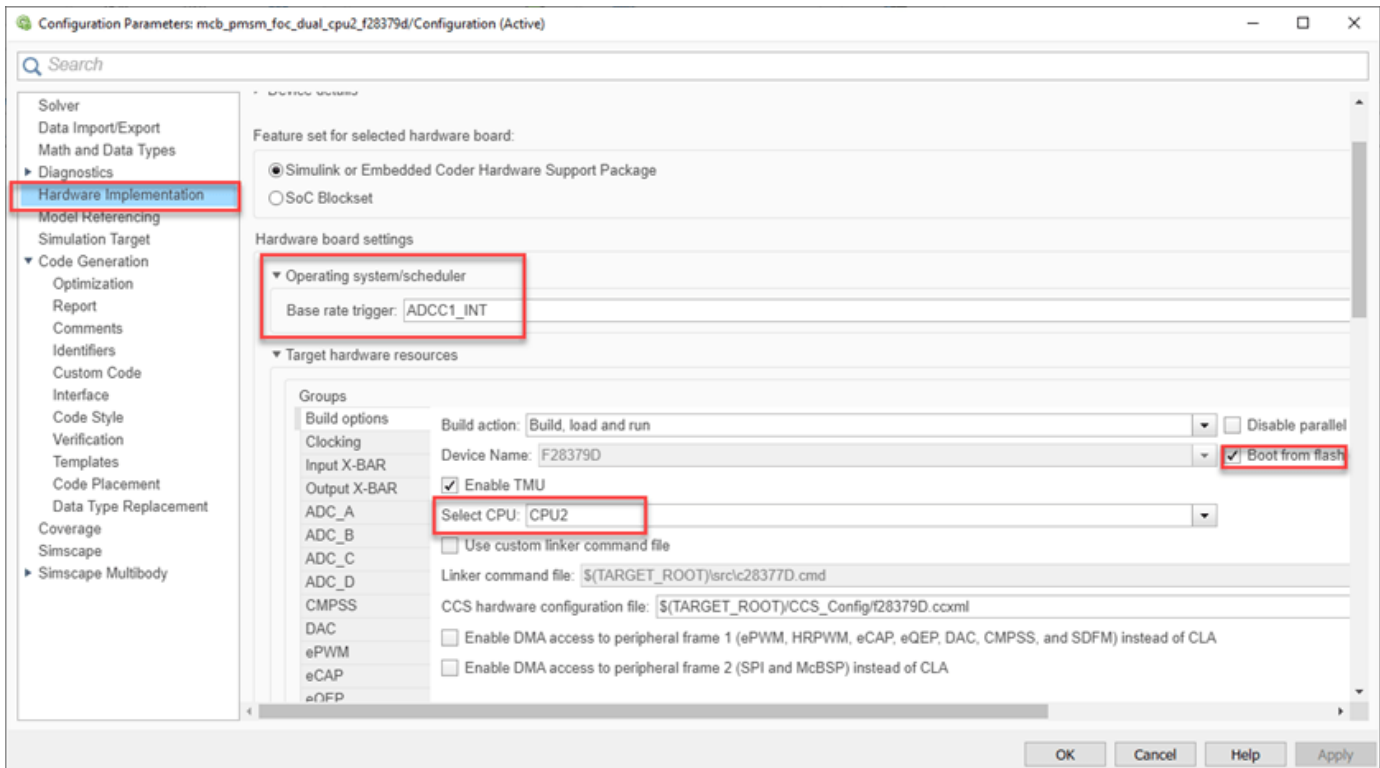 Configuration Parameters: mcb_pmsm_foc_dual_cpu2_f28379d/Configuration (Active)
Search
Solver
Data Import/Export
Math and Data Types
Diagnostics
Hardware Implementation
Model Referencing
Simulation Target
Code Generation
Optimization
Report
Comments
Identifiers
Custom Code
Interface
Code Style
Verification
Templates
Code Placement
Data Type Replacement
Coverage
Simscape
Simscape Multibody
Device details
Feature set for selected hardware board:
Simulink or Embedded Coder Hardware Support Package
SoC Blockset
Hardware board settings
Operating system/scheduler
Base rate trigger: ADCC1_INT
Target hardware resources
Groups
Build options
Clocking
Input X-BAR
Output X-BAR
ADC_A
ADC_B
ADC_C
ADC_D
CMPSS
DAC
ePWM
eCAP
eQEP
Build action: Build, load and run
Disable parallel
Device Name: F28379D
Boot from flash
Enable TMU
Select CPU: CPU2
Use custom linker command file
Linker command file: $(TARGET_ROOT)\src\c28377D.cmd
CCS hardware configuration file: $(TARGET_ROOT)/CCS_Config/f28379D.ccxml
Enable DMA access to peripheral frame 1 (ePWM, HRPWM, eCAP, eQEP, DAC, CMPSS, and SDFM) instead of CLA
Enable DMA access to peripheral frame 2 (SPI and McBSP) instead of CLA
OK
Cancel
Help
Apply